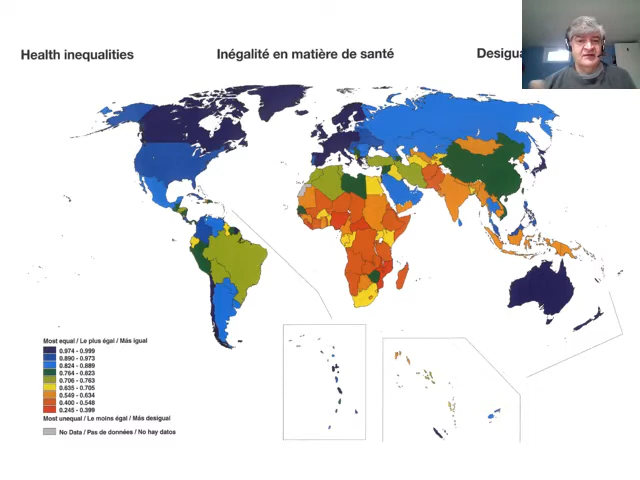 Health inequalities
Inégalité en matière de santé
Desigua
Most equal / Le plus égal / Más igual
0.974 - 0.999
0.890 - 0.973
0.824 - 0.889
0.764 - 0.823
0.706 - 0.763
0.635 - 0.705
0.549 - 0.634
0.400 - 0.548
0.245 - 0.399
Most unequal / Le moins égal / Más desigual
No Data / Pas de données / No hay datos